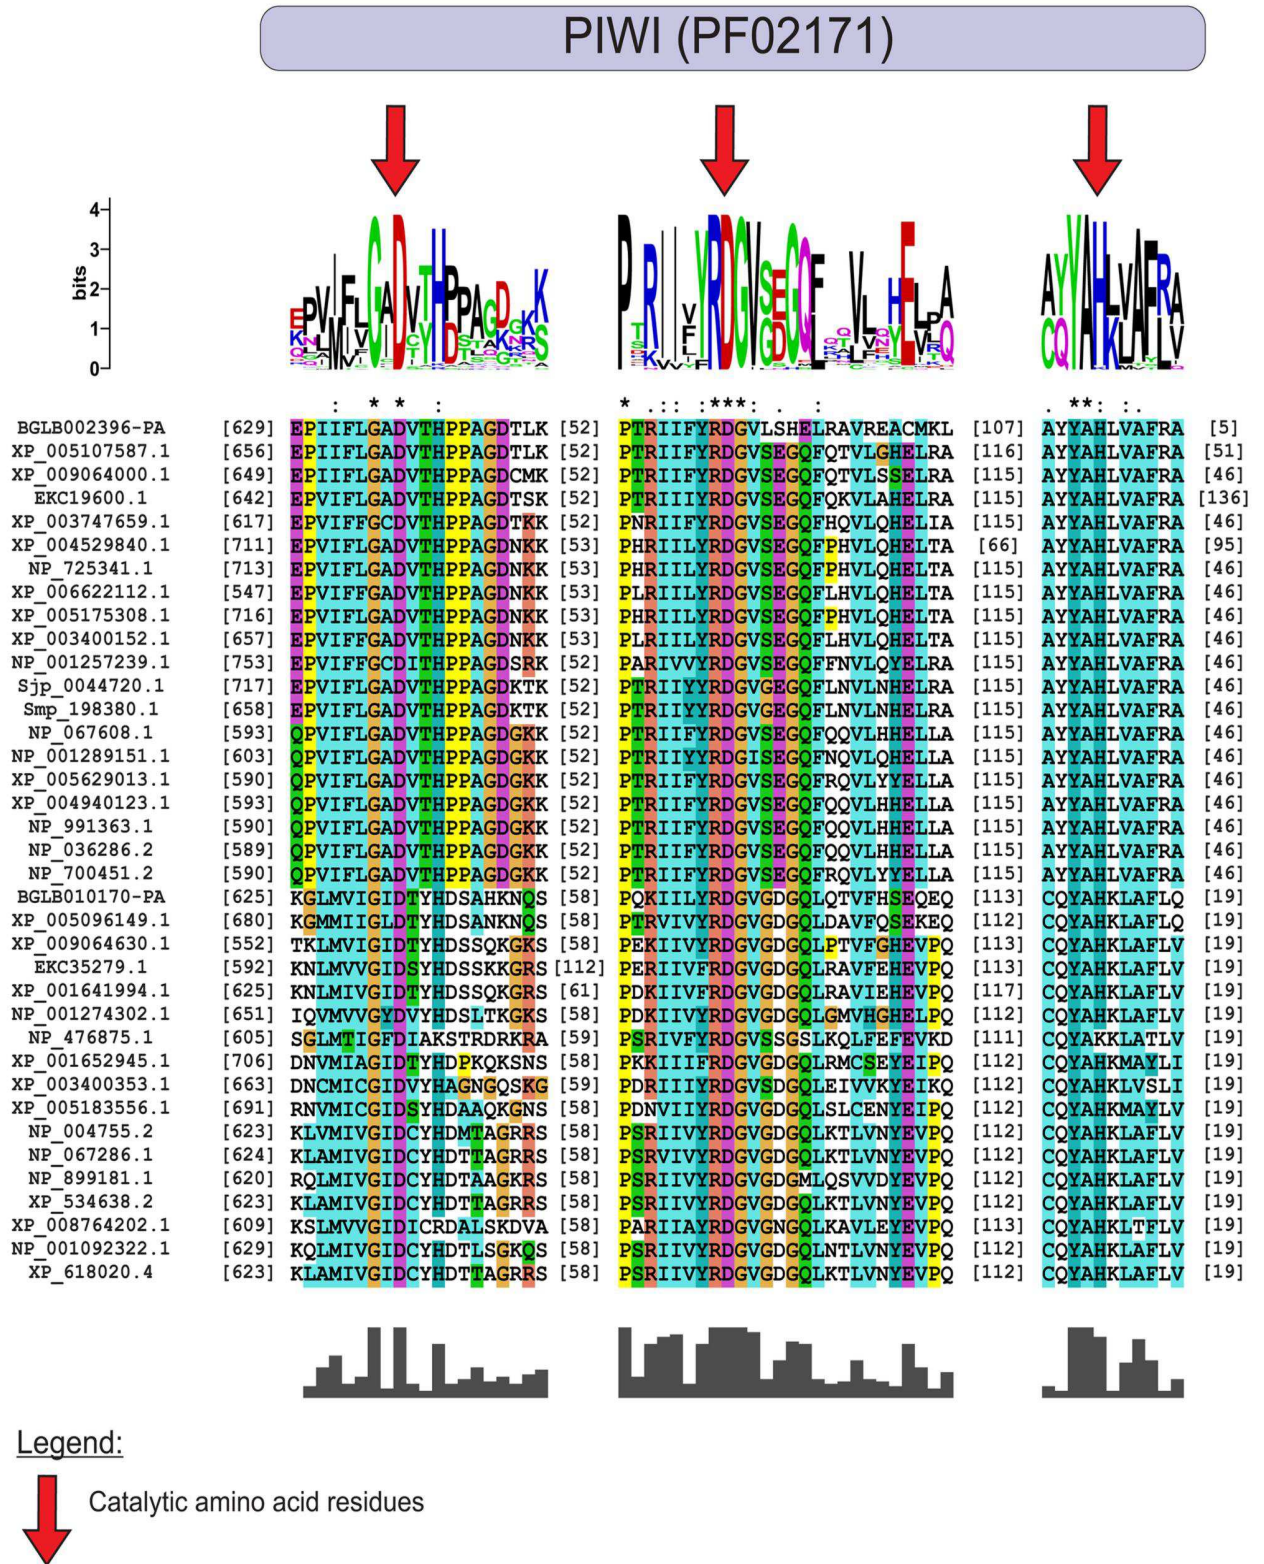 PIWI (PF02171)
4
3
2
1
0
bits
: * * : * .:: :***: . : . **: :.
BGLB002396-PA [629] EPIIFLGADVTHPPAGDTLK [52] PTRIIFYRDGVLSHELRAVREACMKL [107] AYYAHLVAFRA [5]
XP_005107587.1 [656] EPIIFLGADVTHPPAGDTLK [52] PTRIIFYRDGVSEGQFQTVLGHELRA [116] AYYAHLVAFRA [51]
XP_009064000.1 [649] EPIIFLGADVTHPPAGDCMK [52] PTRIIFYRDGVSEGQFQTVLSSELRA [115] AYYAHLVAFRA [46]
EKC19600.1 [642] EPIIFLGADVTHPPAGDTSK [52] PTRIIFYRDGVSEGQFQKVLAHELRA [115] AYYAHLVAFRA [136]
XP_003747659.1 [617] EPVIFFGCDVTHPPAGDTKK [52] PNRIIFYRDGVSEGQFHQVLQHELIA [115] AYYAHLVAFRA [46]
XP_004529840.1 [711] EPVIFLGADVTHPPAGDNKK [53] PHRIILYRDGVSEGQFPHVLQHELTA [66] AYYAHLVAFRA [95]
NP_725341.1 [713] EPVIFLGADVTHPPAGDNKK [53] PHRIILYRDGVSEGQFPHVLQHELTA [115] AYYAHLVAFRA [46]
XP_006622112.1 [547] EPVIFFGADVTHPPAGDNKK [53] PLRIILYRDGVSEGQFLHVLQHELTA [115] AYYAHLVAFRA [46]
XP_005175308.1 [716] EPVIFLGADVTHPPAGDNKK [53] PHRIILYRDGVSEGQFPHVLQHELTA [115] AYYAHLVAFRA [46]
XP_003400152.1 [657] EPVIFFGADVTHPPAGDNKK [53] PLRIILYRDGVSEGQFLHVLQHELTA [115] AYYAHLVAFRA [46]
NP_001257239.1 [753] EPVIFFGCDITHPPAGDSRK [52] PARIVVYRDGVSEGQFFNVLQYELRA [115] AYYAHLVAFRA [46]
Sjp_0044720.1 [717] EPVIFLGADVTHPPAGDKTK [52] PTRIIYYRDGVGEGQFLNVLNHELRA [115] AYYAHLVAFRA [46]
Smp_198380.1 [658] EPVIFLGADVTHPPAGDKTK [52] PTRIIYYRDGVGEGQFLNVLNHELRA [115] AYYAHLVAFRA [46]
NP_067608.1 [593] QPVIFLGADVTHPPAGDGKK [52] PTRIIFYRDGVSEGQFQQVLHHELLA [115] AYYAHLVAFRA [46]
NP_001289151.1 [603] QPVIFLGADVTHPPAGDGKK [52] PTRIIYYRDGISEGQFNQVLQHELLA [115] AYYAHLVAFRA [46]
XP_005629013.1 [590] QPVIFLGADVTHPPAGDGKK [52] PTRIIFYRDGVSEGQFRQVLYYELLA [115] AYYAHLVAFRA [46]
XP_004940123.1 [593] QPVIFLGADVTHPPAGDGKK [52] PTRIIFYRDGVSEGQFQQVLHHELLA [115] AYYAHLVAFRA [46]
NP_991363.1 [590] QPVIFLGADVTHPPAGDGKK [52] PTRIIFYRDGVSEGQFQQVLHHELLA [115] AYYAHLVAFRA [46]
NP_036286.2 [589] QPVIFLGADVTHPPAGDGKK [52] PTRIIFYRDGVSEGQFQQVLHHELLA [115] AYYAHLVAFRA [46]
NP_700451.2 [590] QPVIFLGADVTHPPAGDGKK [52] PTRIIFYRDGVSEGQFRQVLYYELLA [115] AYYAHLVAFRA [46]
BGLB010170-PA [625] KGLMVIGIDTYHDSAHKNQS [58] PQKIILYRDGVGDGQLQTVFHSEQEQ [113] CQYAHKLAFLQ [19]
XP_005096149.1 [680] KGMMIIGLDTYHDSANKNQS [58] PTRVIVYRDGVGDGQLDAVFQSEKEQ [112] CQYAHKLAFLQ [19]
XP_009064630.1 [552] TKLMVIGIDTYHDSSQKGKS [58] PEKIIVYRDGVGDGQLPTVFGHEVPQ [113] CQYAHKLAFLV [19]
EKC35279.1 [592] KNLMVVGIDSYHDSSKKGRS [112] PERIIVFRDGVGDGQLRAVFEHEVPQ [113] CQYAHKLAFLV [19]
XP_001641994.1 [625] KNLMIVGIDTYHDSSQKGRS [61] PDKIIVFRDGVGDGQLRAVIEHEVPQ [117] CQYAHKLAFLV [19]
NP_001274302.1 [651] IQVMVVGYDVYHDSLTKGKS [58] PDKIIVYRDGVGDGQLGMVHGHELPQ [112] CQYAHKLAFLV [19]
NP_476875.1 [605] SGLMTIGFDIAKSTRDRKRA [59] PSRIVFYRDGVSSGSLKQLFEFEVKD [111] CQYAKKLATLV [19]
XP_001652945.1 [706] DNVMIAGIDTYHDPKQKSNS [58] PKKIIIFRDGVGDGQLRMCSEYEIPQ [112] CQYAHKMAYLI [19]
XP_003400353.1 [663] DNCMICGIDVYHAGNGQSKG [59] PDRIIIYRDGVSDGQLEIVVKYEIKQ [112] CQYAHKLVSLI [19]
XP_005183556.1 [691] RNVMICGIDSYHDAAQKGNS [58] PDNVIIYRDGVGDGQLSLCENYEIPQ [112] CQYAHKMAYLV [19]
NP_004755.2 [623] KLVMIVGIDCYHDMTAGRRS [58] PSRIIVYRDGVGDGQLKTLVNYEVPQ [112] CQYAHKLAFLV [19]
NP_067286.1 [624] KLAMIVGIDCYHDTTAGRRS [58] PSRVIVYRDGVGDGQLKTLVNYEVPQ [112] CQYAHKLAFLV [19]
NP_899181.1 [620] RQLMIVGIDCYHDTAAGKRS [58] PSRIIVYRDGVGDGMLQSVVDYEVPQ [112] CQYAHKLAFLV [19]
XP_534638.2 [623] KLAMIVGIDCYHDTTAGRRS [58] PSRIIVYRDGVGDGQLKTLVNYEVPQ [112] CQYAHKLAFLV [19]
XP_008764202.1 [609] KSLMVVGIDICRDALSKDVA [58] PARIIAYRDGVGNGQLKAVLEYEVPQ [113] CQYAHKLTFLV [19]
NP_001092322.1 [629] KQLMIVGIDCYHDTLSGKQS [58] PSRIIVYRDGVGDGQLNTLVNYEVPQ [112] CQYAHKLAFLV [19]
XP_618020.4 [623] KLAMIVGIDCYHDTTAGRRS [58] PSRIIVYRDGVGDGQLKTLVNYEVPQ [112] CQYAHKLAFLV [19]
Legend:
Catalytic amino acid residues